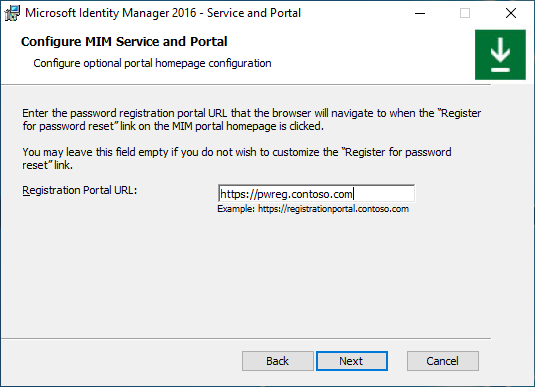 Microsoft Identity Manager 2016 - Service and Portal
Configure MIM Service and Portal
Configure optional portal homepage configuration
Enter the password registration portal URL that the browser will navigate to when the "Register
for password reset" link on the MIM portal homepage is clicked.
You may leave this field empty if you do not wish to customize the "Register for password
reset" link.
Registration Portal URL:
https://pwreg.contoso.com
Example: https://registrationportal.contoso.com
Back
Next
Cancel